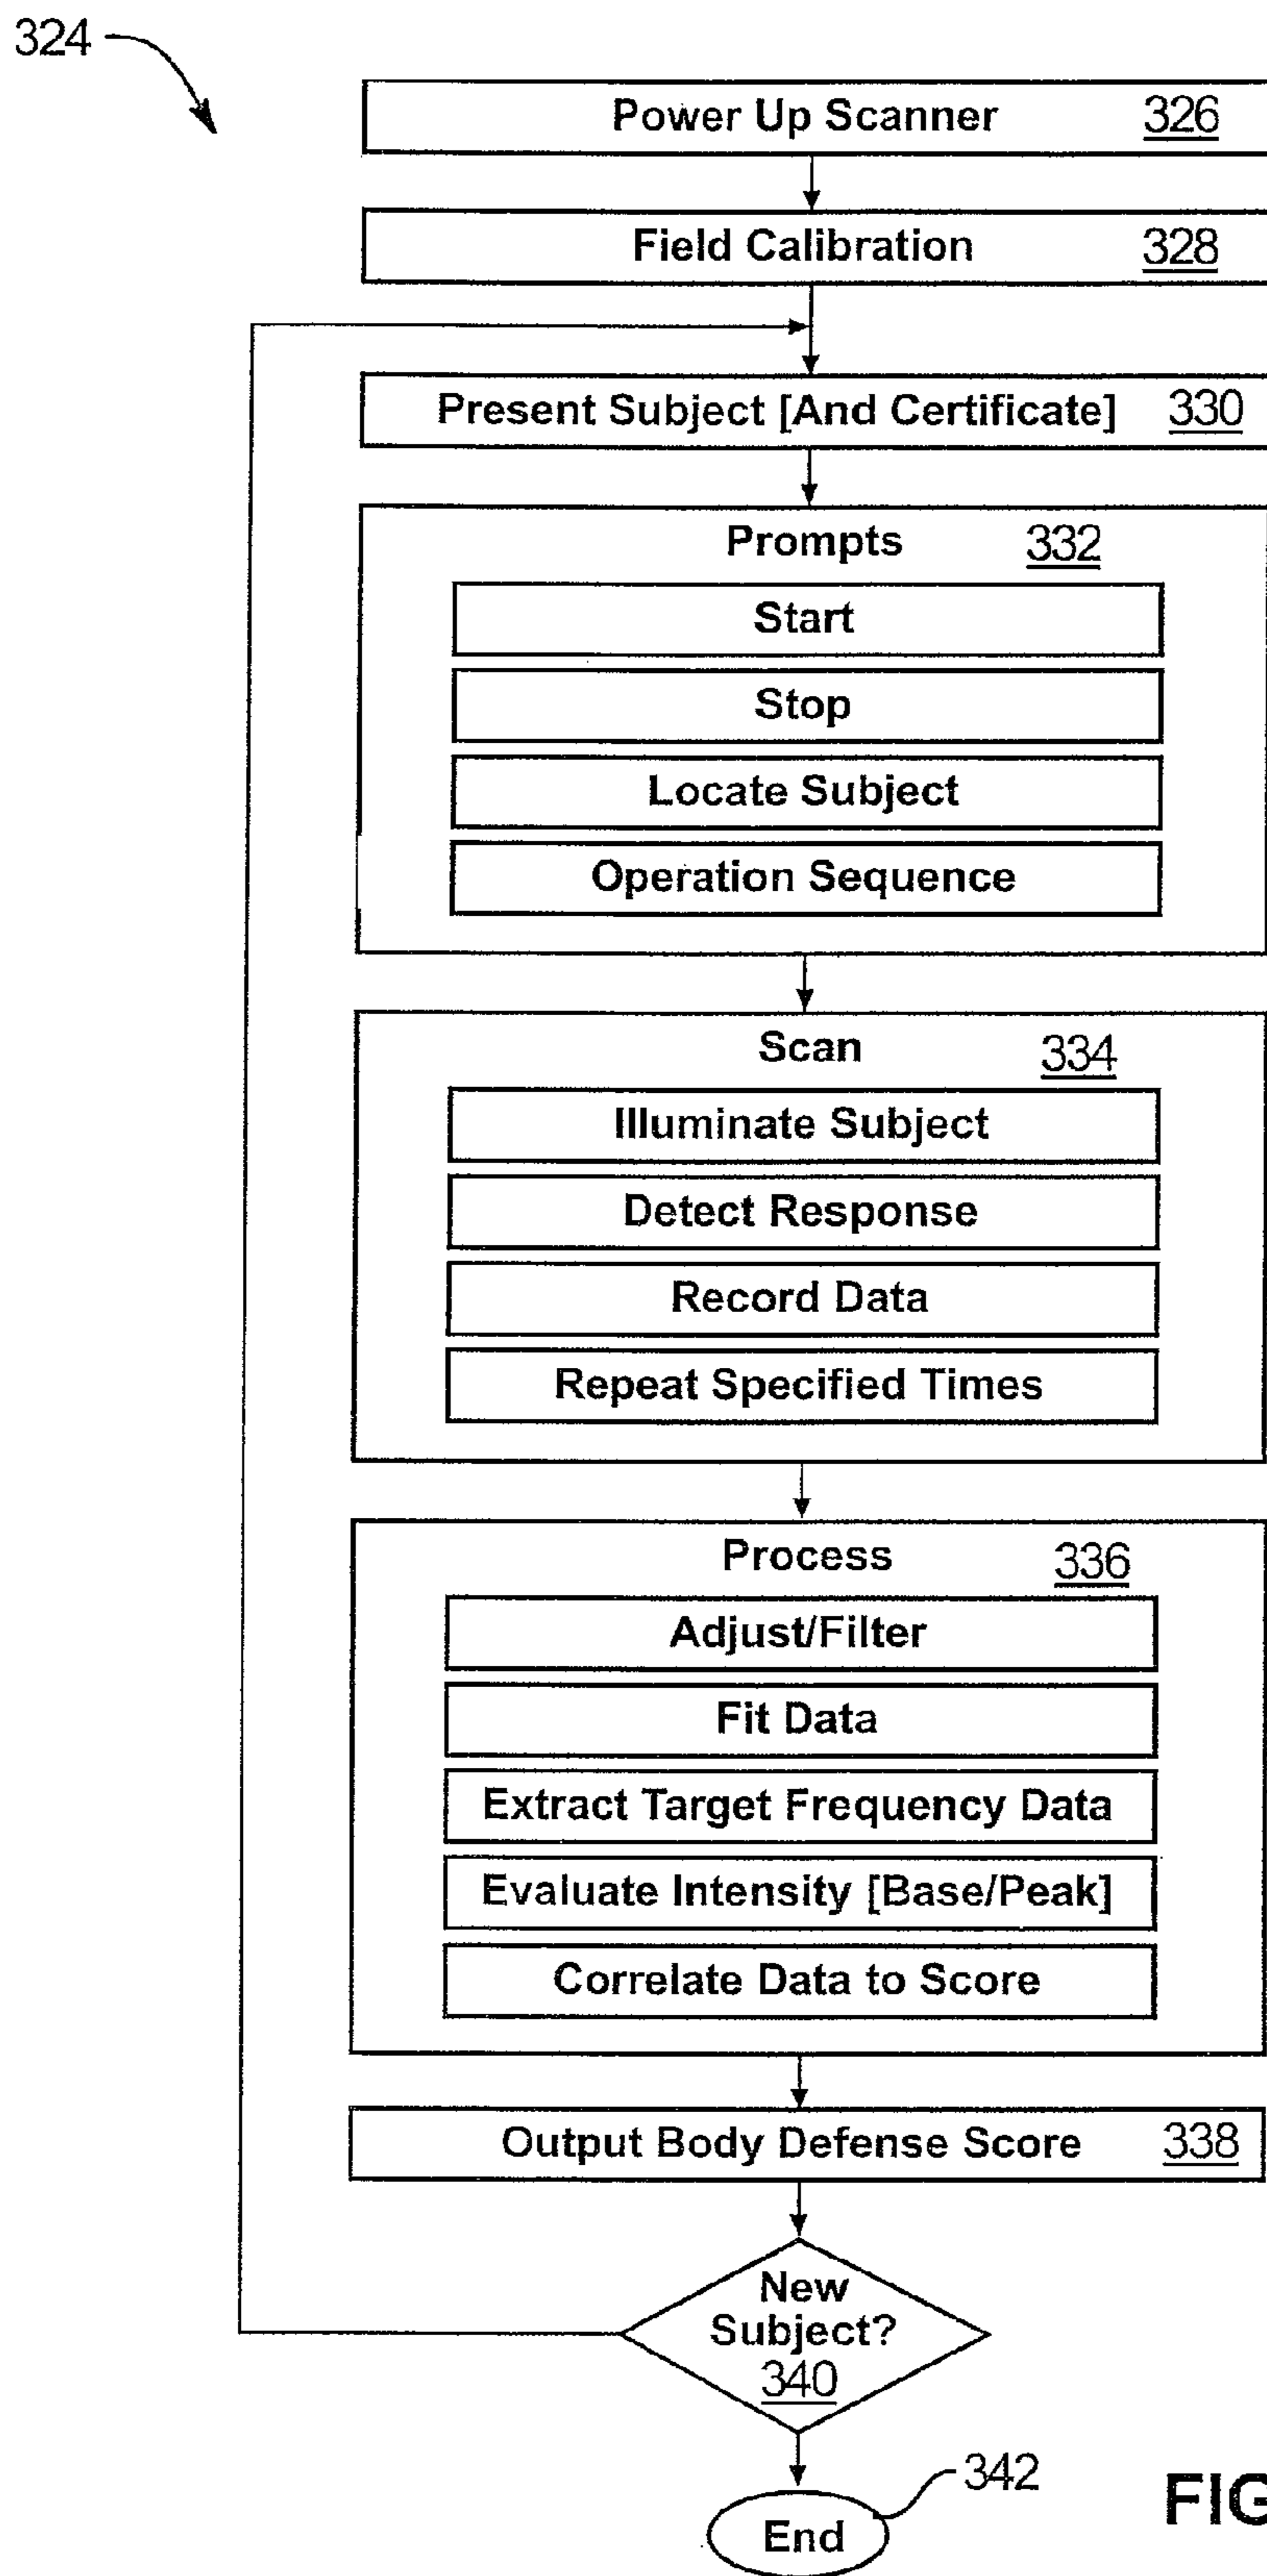 324
Power Up Scanner 326
Field Calibration 328
Present Subject [And Certificate] 330
Prompts 332
Start
Stop
Locate Subject
Operation Sequence
Scan 334
Illuminate Subject
Detect Response
Record Data
Repeat Specified Times
Process 336
Adjust/Filter
Fit Data
Extract Target Frequency Data
Evaluate Intensity [Base/Peak]
Correlate Data to Score
Output Body Defense Score 338
New
Subject?
340
342
End
FIG